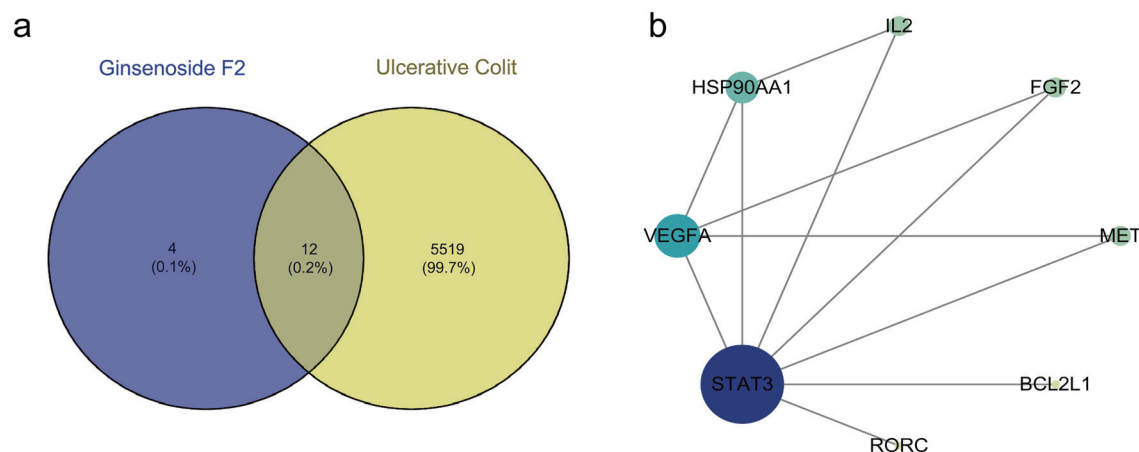 a
Ginsenoside F2
Ulcerative Colit
4
(0.1%)
12
(0.2%)
5519
(99.7%)
b
IL2
HSP90AA1
FGF2
VEGFA
MET
STAT3
BCL2L1
RORC